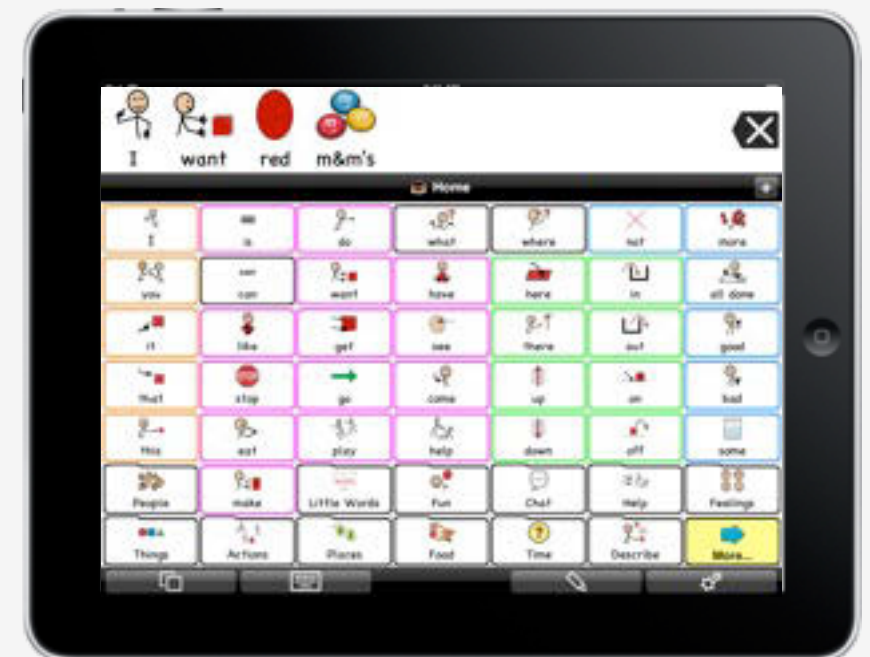 I want red m&m's
Home
I is do what where not more
you can want have here in all done
it like get see there out good
that stop go come up on bad
this eat play help down off some
People make Little Words Fun Chat Help Feelings
Things Actions Places Food Time Describe More...